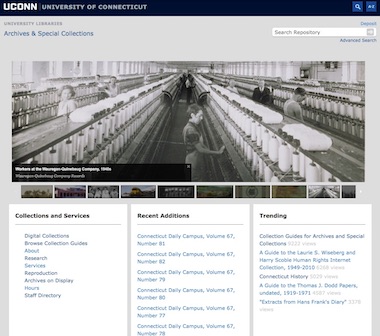 UCONN UNIVERSITY OF CONNECTICUT
A-Z
UNIVERSITY LIBRARIES
Deposit
Archives & Special Collections
Search Repository
Advanced Search
Workers at the Wauregan-Quinebaug Company, 1940s
Wauregan-Quinebaug Company Records
Collections and Services
Digital Collections
Browse Collection Guides
About
Research
Services
Reproduction
Archives on Display
Hours
Staff Directory
Recent Additions
Connecticut Daily Campus, Volume 67,
Number 81
Connecticut Daily Campus, Volume 67,
Number 82
Connecticut Daily Campus, Volume 67,
Number 79
Connecticut Daily Campus, Volume 67,
Number 80
Connecticut Daily Campus, Volume 67,
Number 77
Connecticut Daily Campus, Volume 67,
Number 78
Trending
Collection Guides for Archives and Special
Collections
views
A Guide to the Laurie S. Wiseberg and
Harry Scoble Human Rights Internet
Collection, 1949-2010
views
Connecticut History
views
A Guide to the Thomas J. Dodd Papers,
undated, 1919-1971
views
"Extracts from Hans Frank's Diary"
views